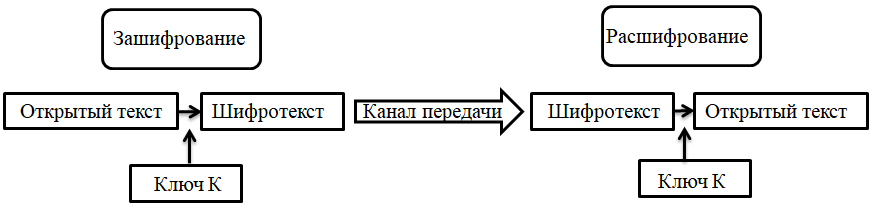 Зашифрование
Расшифрование
Открытый текст
Шифротекст
Канал передачи
Шифротекст
Открытый текст
Ключ К
Ключ К